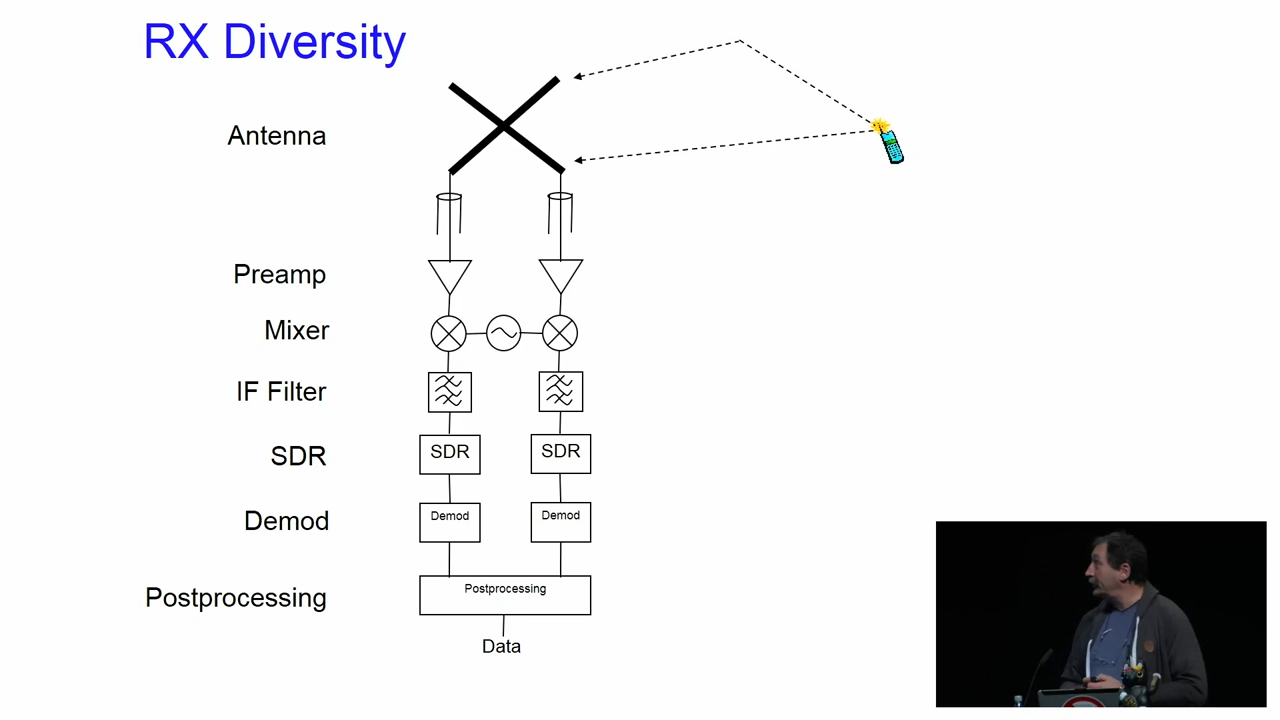 RX Diversity
Antenna
Preamp
Mixer
IF Filter
SDR
SDR
SDR
Demod
Demod
Demod
Postprocessing
Postprocessing
Data